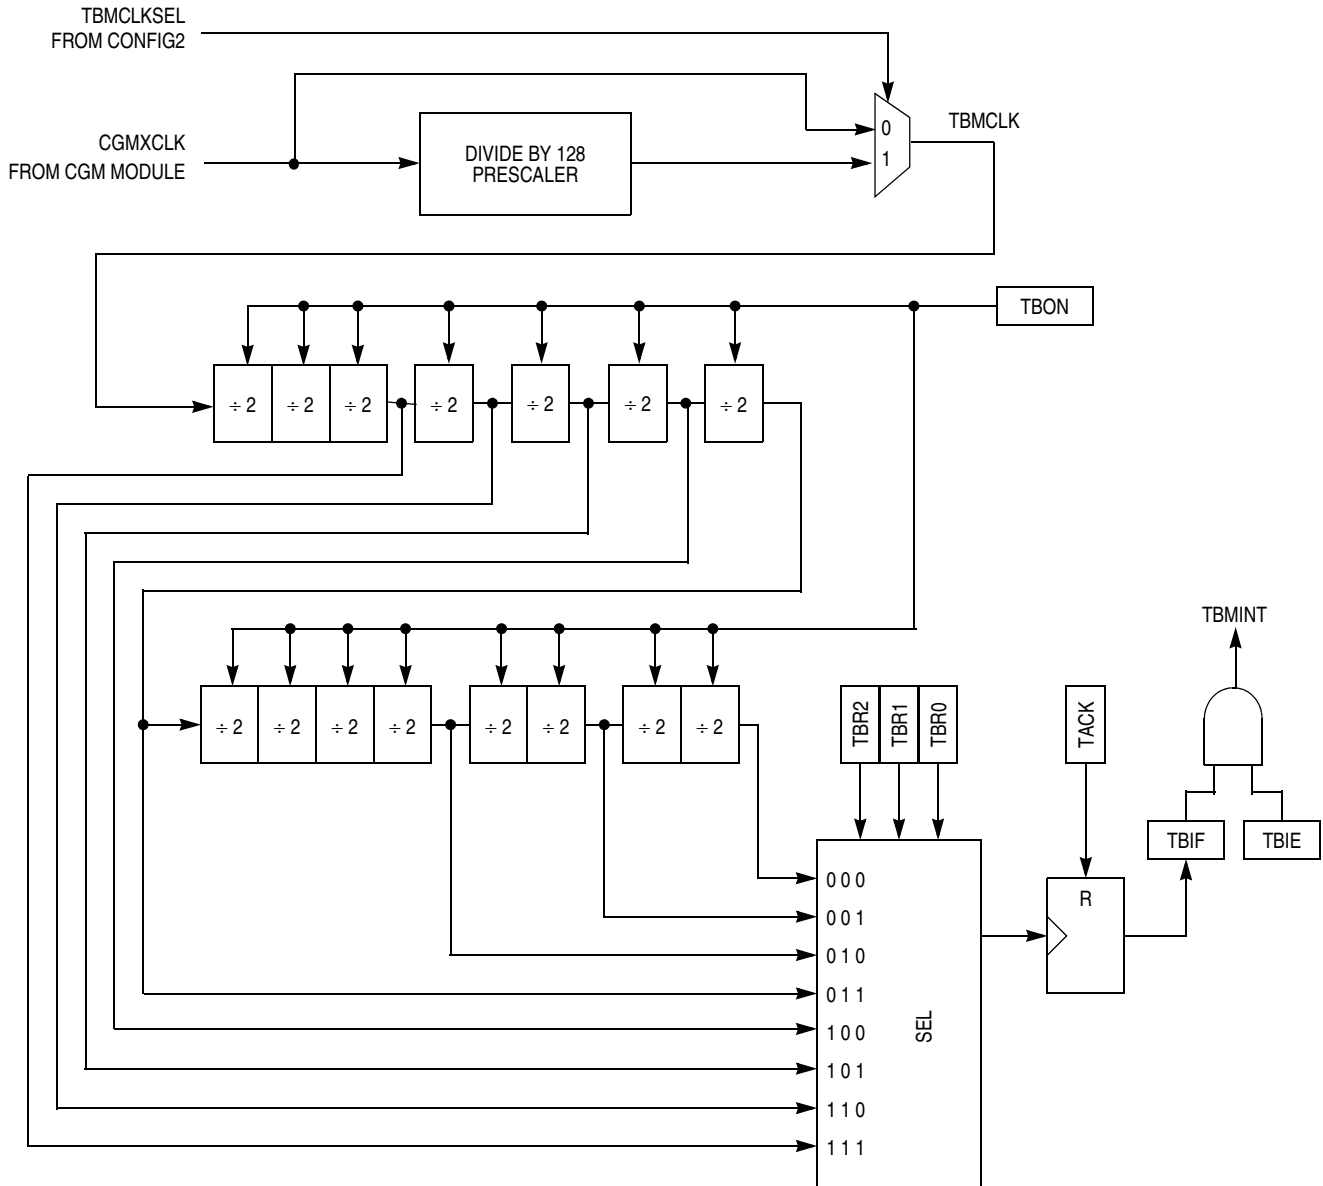 TBMCLKSEL
FROM CONFIG2
CGMXCLK
FROM CGM MODULE
DIVIDE BY 128
PRESCALER
0
1
TBMCLK
TBON
÷ 2
÷ 2
÷ 2
÷ 2
÷ 2
÷ 2
÷ 2
TBMINT
÷ 2
÷ 2
÷ 2
÷ 2
÷ 2
÷ 2
÷ 2
÷ 2
TBR2
TBR1
TBR0
TACK
TBIF
TBIE
0 0 0
0 0 1
0 1 0
0 1 1
1 0 0
1 0 1
1 1 0
1 1 1
SEL
R